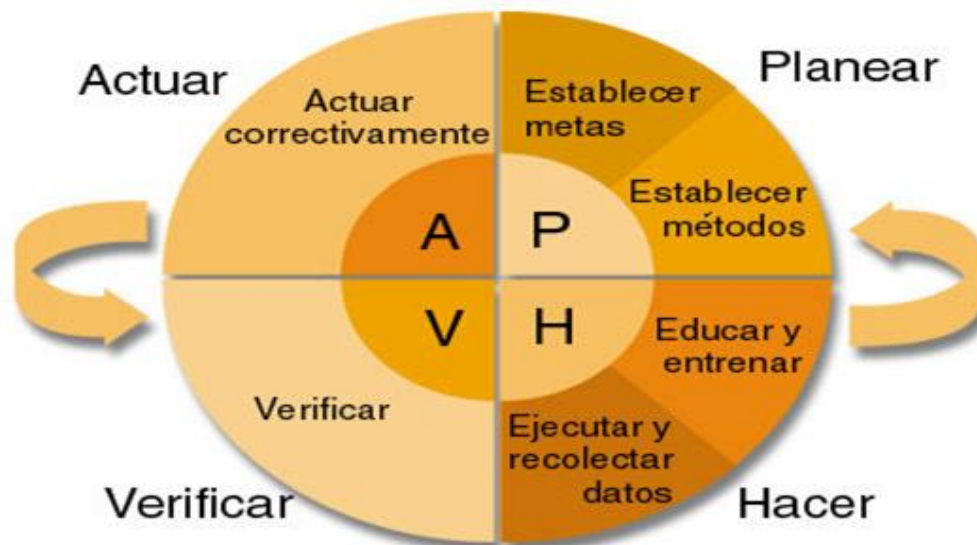 Actuar
Planear
Actuar
correctivamente
Establecer
metas
Establecer
métodos
A
P
V
H
Educar y
entrenar
Verificar
Ejecutar y
recolectar
datos
Verificar
Hacer